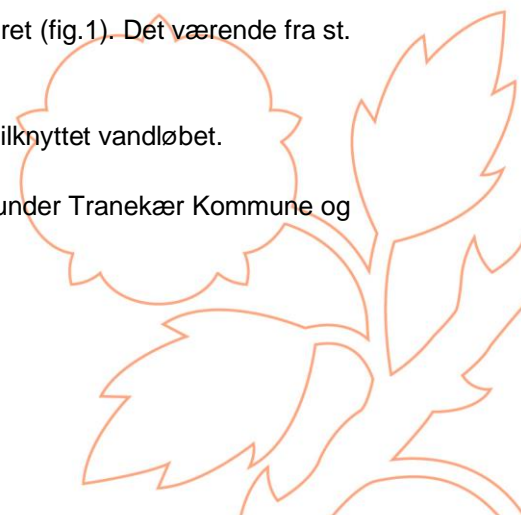 ret (fig.1). Det værende fra st.
ilknyttet vandløbet.
under Tranekær Kommune og